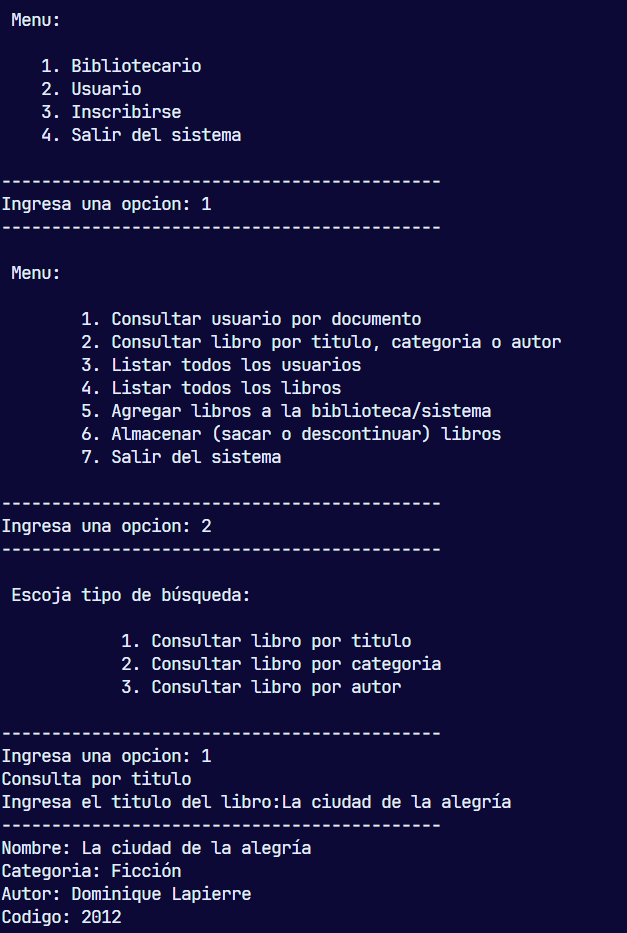 Menu:
1. Bibliotecario
2. Usuario
3. Inscribirse
4. Salir del sistema
--------------------------------------------
Ingresa una opcion: 1
--------------------------------------------
Menu:
1. Consultar usuario por documento
2. Consultar libro por titulo, categoria o autor
3. Listar todos los usuarios
4. Listar todos los libros
5. Agregar libros a la biblioteca/sistema
6. Almacenar (sacar o descontinuar) libros
7. Salir del sistema
--------------------------------------------
Ingresa una opcion: 2
--------------------------------------------
Escoja tipo de búsqueda:
1. Consultar libro por titulo
2. Consultar libro por categoria
3. Consultar libro por autor
--------------------------------------------
Ingresa una opcion: 1
Consulta por titulo
Ingresa el titulo del libro:La ciudad de la alegría
--------------------------------------------
Nombre: La ciudad de la alegría
Categoria: Ficción
Autor: Dominique Lapierre
Codigo: 2012